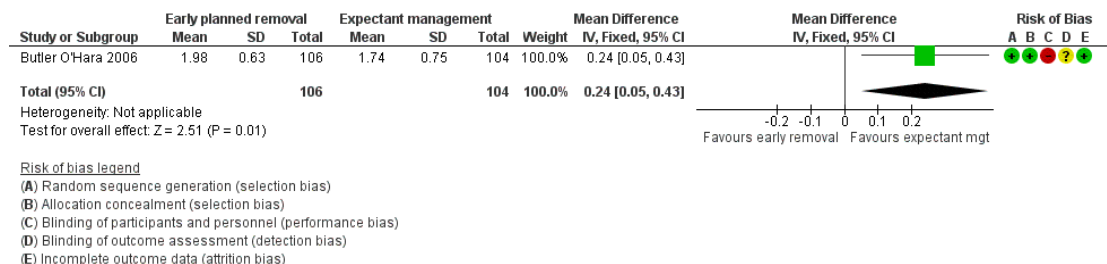 Early planned removal Expectant management Mean Difference Mean Difference Risk of Bias
Study or Subgroup Mean SD Total Mean SD Total Weight IV, Fixed, 95% CI IV, Fixed, 95% CI A B C D E
Butler O'Hara 2006 1.98 0.63 106 1.74 0.75 104 100.0% 0.24 [0.05, 0.43] + + - ? +
Total (95% CI) 106 104 100.0% 0.24 [0.05, 0.43]
Heterogeneity: Not applicable
Test for overall effect: Z = 2.51 (P = 0.01)
-0.2 -0.1 0 0.1 0.2
Favours early removal Favours expectant mgt
Risk of bias legend
(A) Random sequence generation (selection bias)
(B) Allocation concealment (selection bias)
(C) Blinding of participants and personnel (performance bias)
(D) Blinding of outcome assessment (detection bias)
(E) Incomplete outcome data (attrition bias)